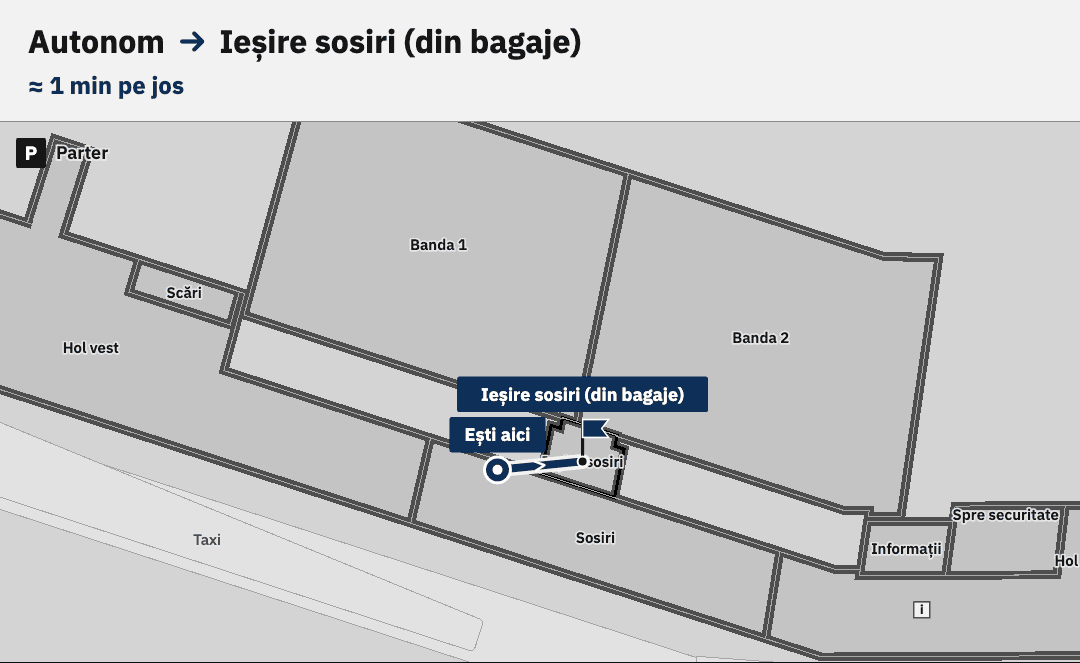 Autonom → Ieșire sosiri (din bagaje)
≈ 1 min pe jos
P Parter
Banda 1
Scări
Banda 2
Hol vest
Ieșire sosiri (din bagaje)
Ești aici
sosiri
Spre securitate
Sosiri
Taxi
Informații
Hol
i